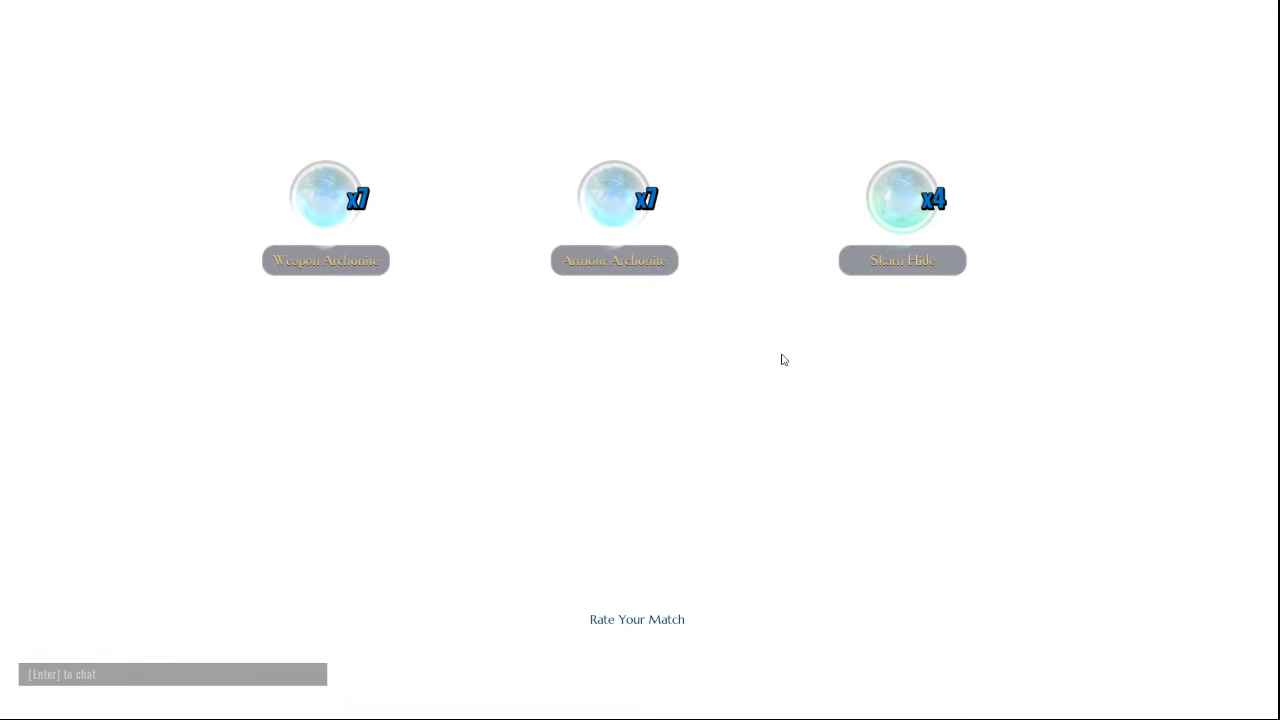 x7
x7
x4
Weapon Archonite
Armour Archonite
Skarn Hide
Rate Your Match
[Enter] to chat